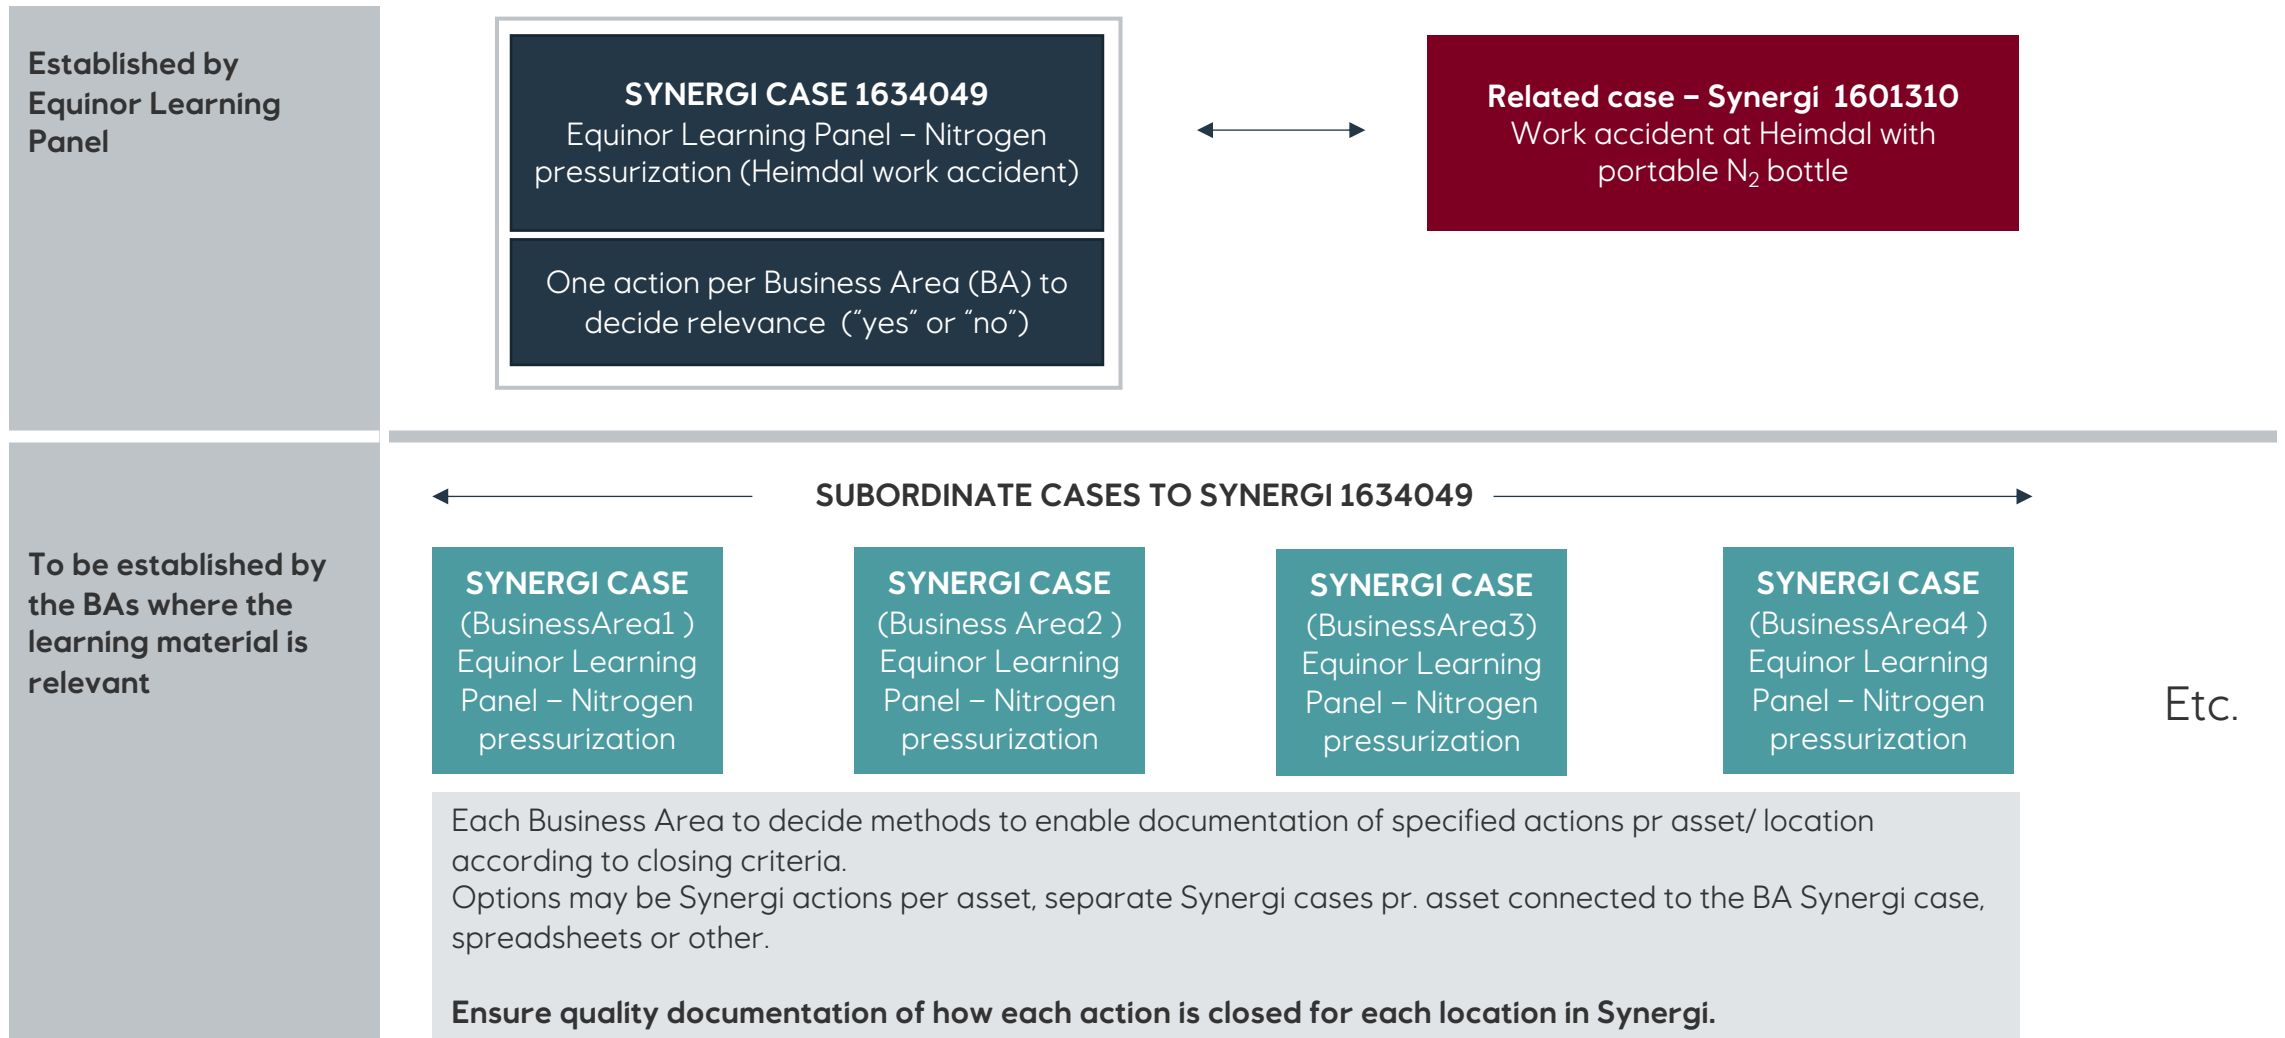 Established by
Equinor Learning
Panel
SYNERGI CASE 1634049
Equinor Learning Panel – Nitrogen
pressurization (Heimdal work accident)
One action per Business Area (BA) to
decide relevance (“yes” or “no”)
Related case – Synergi 1601310
Work accident at Heimdal with
portable N₂ bottle
To be established by
the BAs where the
learning material is
relevant
SUBORDINATE CASES TO SYNERGI 1634049
SYNERGI CASE
(BusinessArea1 )
Equinor Learning
Panel – Nitrogen
pressurization
SYNERGI CASE
(Business Area2 )
Equinor Learning
Panel – Nitrogen
pressurization
SYNERGI CASE
(BusinessArea3)
Equinor Learning
Panel – Nitrogen
pressurization
SYNERGI CASE
(BusinessArea4 )
Equinor Learning
Panel – Nitrogen
pressurization
Etc.
Each Business Area to decide methods to enable documentation of specified actions pr asset/ location
according to closing criteria.
Options may be Synergi actions per asset, separate Synergi cases pr. asset connected to the BA Synergi case,
spreadsheets or other.
Ensure quality documentation of how each action is closed for each location in Synergi.